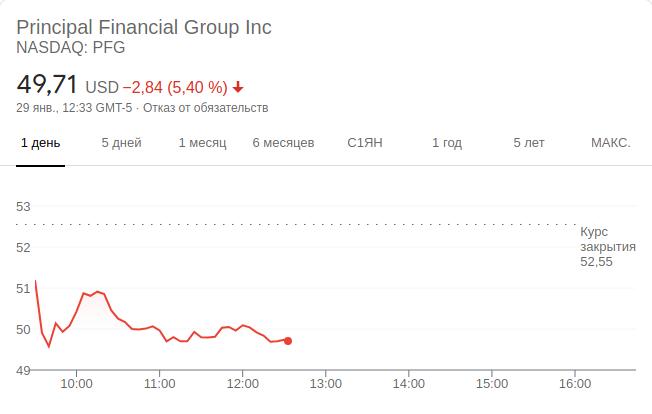 Principal Financial Group Inc
NASDAQ: PFG
49,71 USD −2,84 (5,40 %)
29 янв., 12:33 GMT-5 · Отказ от обязательств
1 день 5 дней 1 месяц 6 месяцев С1ЯН 1 год 5 лет МАКС.
53
Курс
закрытия
52,55
52
51
50
49
10:00 11:00 12:00 13:00 14:00 15:00 16:00